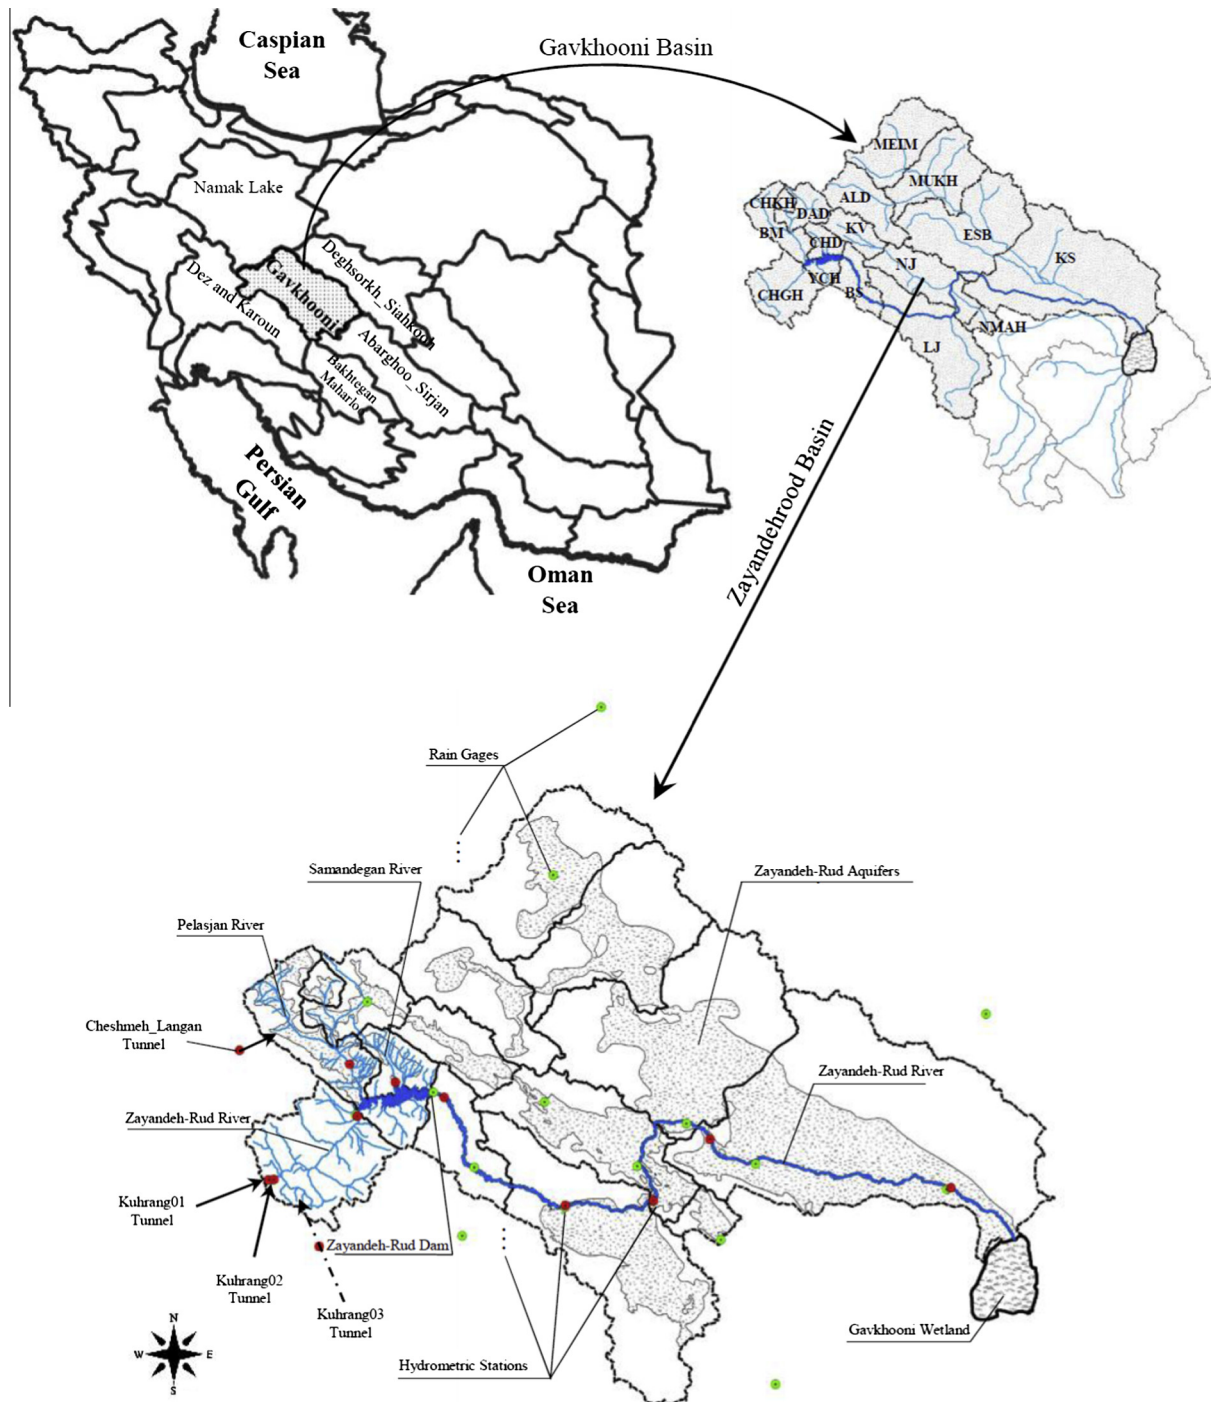 Caspian
Sea
Gavkhooni Basin
Namak Lake
Gavkhooni
Deghsorkh_Siahkooh
Dez and Karoun
Abarghoo_Sirjan
Bakhtegan
Maharloo
Persian
Gulf
Oman
Sea
MEIM
MUKH
ALD
CHKH
DAD
KV
BM
CHD
ESB
KS
NJ
YCH
BS
CHGH
NMAH
LJ
Zayandehrood Basin
Rain Gages
Samandegan River
Zayandeh-Rud Aquifers
Pelasjan River
Cheshmeh_Langan
Tunnel
Zayandeh-Rud River
Zayandeh-Rud River
Kuhrang01
Tunnel
Zayandeh-Rud Dam
Kuhrang02
Tunnel
Kuhrang03
Tunnel
Gavkhooni Wetland
Hydrometric Stations
N
W
E
S